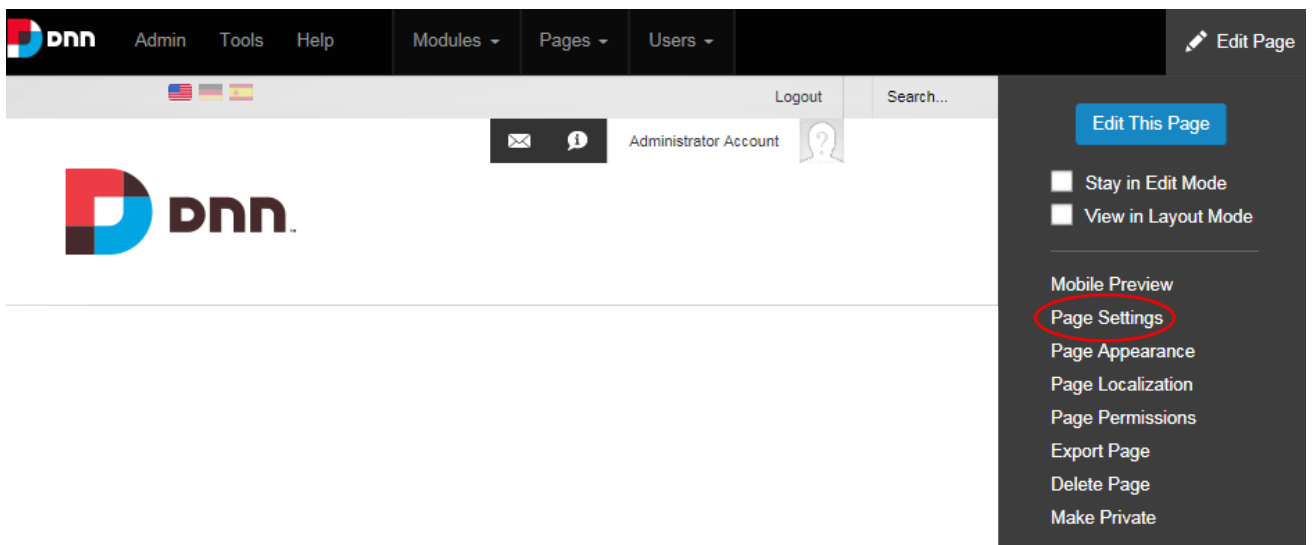 DNN Admin Tools Help Modules Pages Users Edit Page
Logout Search...
Administrator Account
DNN™
Edit This Page
Stay in Edit Mode
View in Layout Mode
Mobile Preview
Page Settings
Page Appearance
Page Localization
Page Permissions
Export Page
Delete Page
Make Private